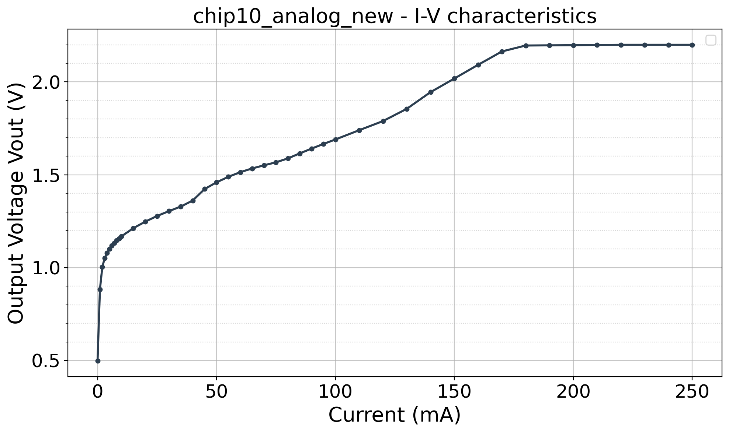 chip10_analog_new - I-V characteristics
Output Voltage Vout (V)
2.0
1.5
1.0
0.5
0 50 100 150 200 250
Current (mA)